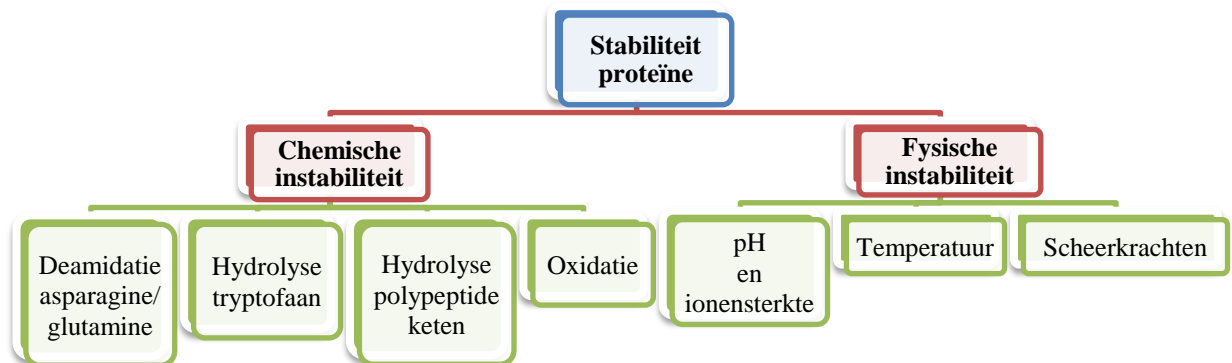 Stabiliteit
proteïne
Chemische
instabiliteit
Fysische
instabiliteit
Deamidatie
asparagine/
glutamine
Hydrolyse
tryptofaan
Hydrolyse
polypeptide
keten
Oxidatie
pH
en
ionensterkte
Temperatuur
Scheerkrachten